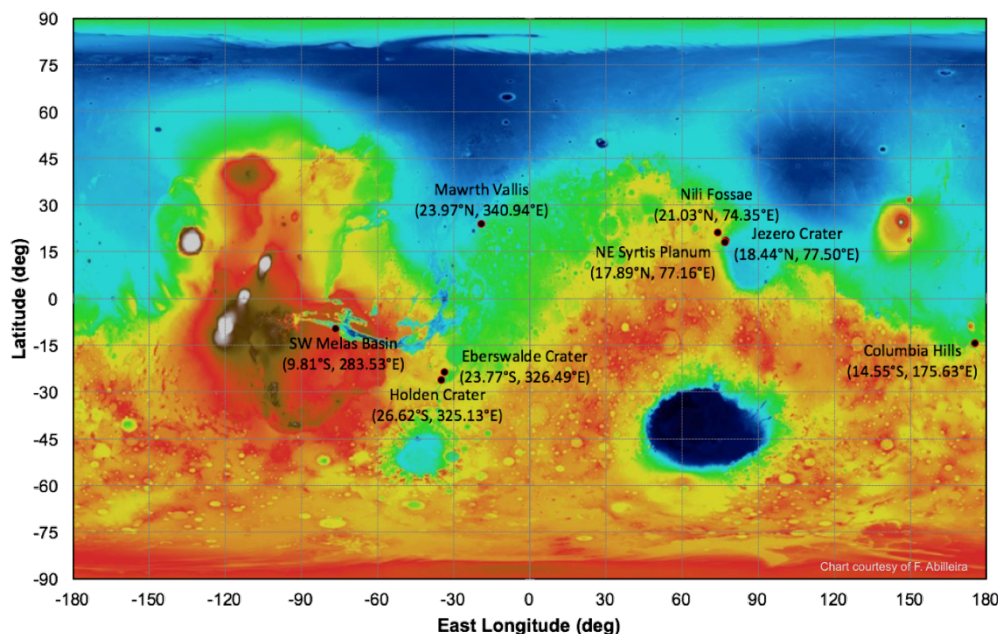 90
75
60
45
30
15
0
-15
-30
-45
-60
-75
-90
Latitude (deg)
Mawrth Vallis
(23.97°N, 340.94°E)
Nili Fossae
(21.03°N, 74.35°E)
Jezero Crater
(18.44°N, 77.50°E)
NE Syrtis Planum
(17.89°N, 77.16°E)
SW Melas Basin
(9.81°S, 283.53°E)
Eberswalde Crater
(23.77°S, 326.49°E)
Holden Crater
(26.62°S, 325.13°E)
Columbia Hills
(14.55°S, 175.63°E)
Chart courtesy of F. Abilleira
-180 -150 -120 -90 -60 -30 0 30 60 90 120 150 180
East Longitude (deg)